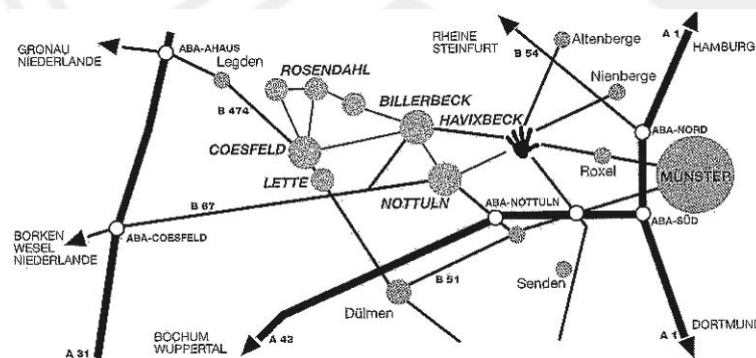 GRONAU
NIEDERLANDE
ABA-AHAUS
Legden
B 474
ROSENDAHL
BILLERBECK
HAVIXBECK
COESFELD
LETTE
NOTTULN
B 67
ABA-COESFELD
BORKEN
WESEL
NIEDERLANDE
A 31
BOCHUM
WUPPERTAL
A 43
Dülmen
B 51
ABA-NOTTULN
Senden
RHEINE
STEINFURT
B 54
Altenberge
Nienberge
A 1
HAMBURG
ABA-NORD
Roxel
MÜNSTER
ABA-SÜD
DORTMUND
A 1